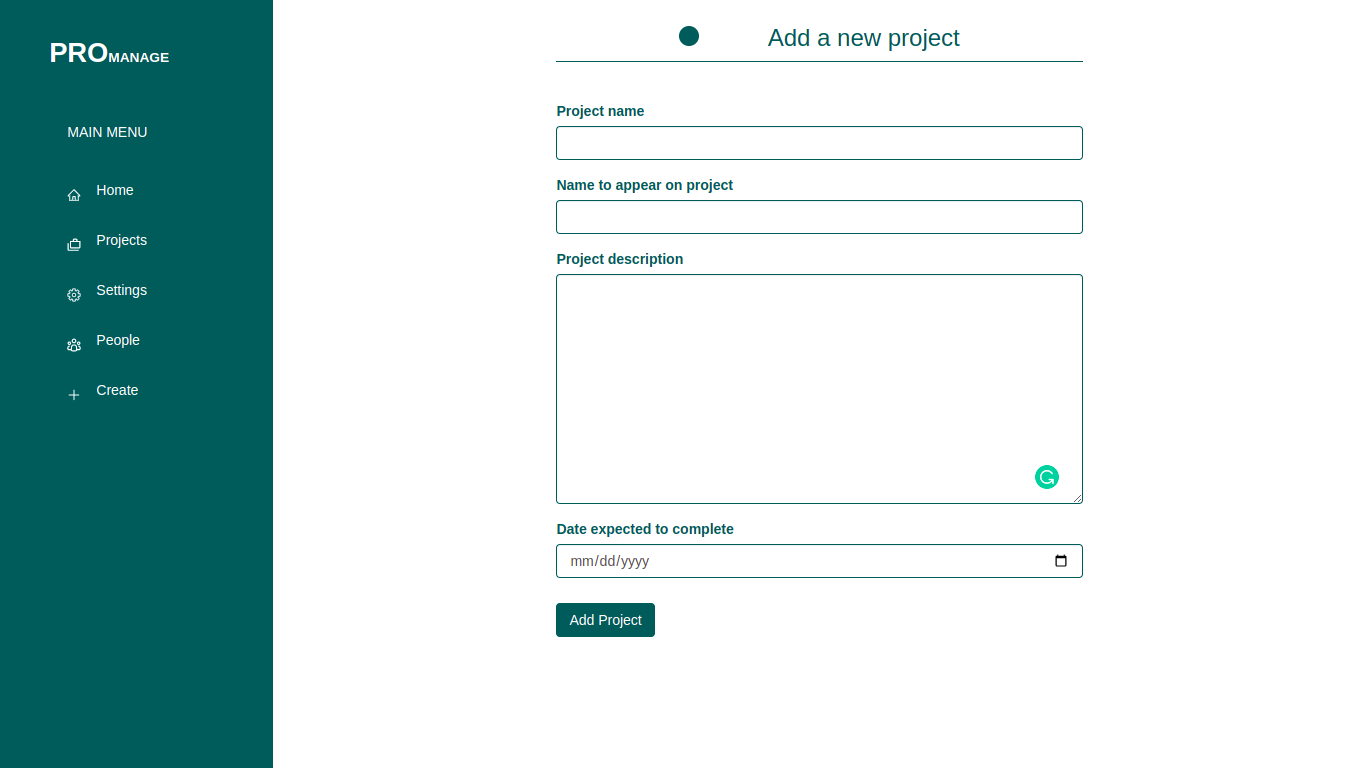 PROMANAGE
MAIN MENU
Home
Projects
Settings
People
Create
Add a new project
Project name
Name to appear on project
Project description
Date expected to complete
mm/dd/yyyy
Add Project